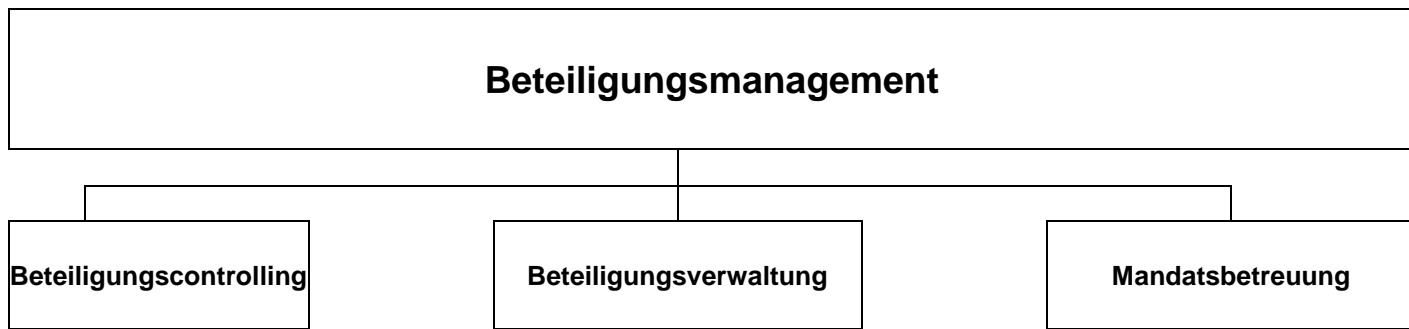 Beteiligungsmanagement
Beteiligungscontrolling
Beteiligungsverwaltung
Mandatsbetreuung